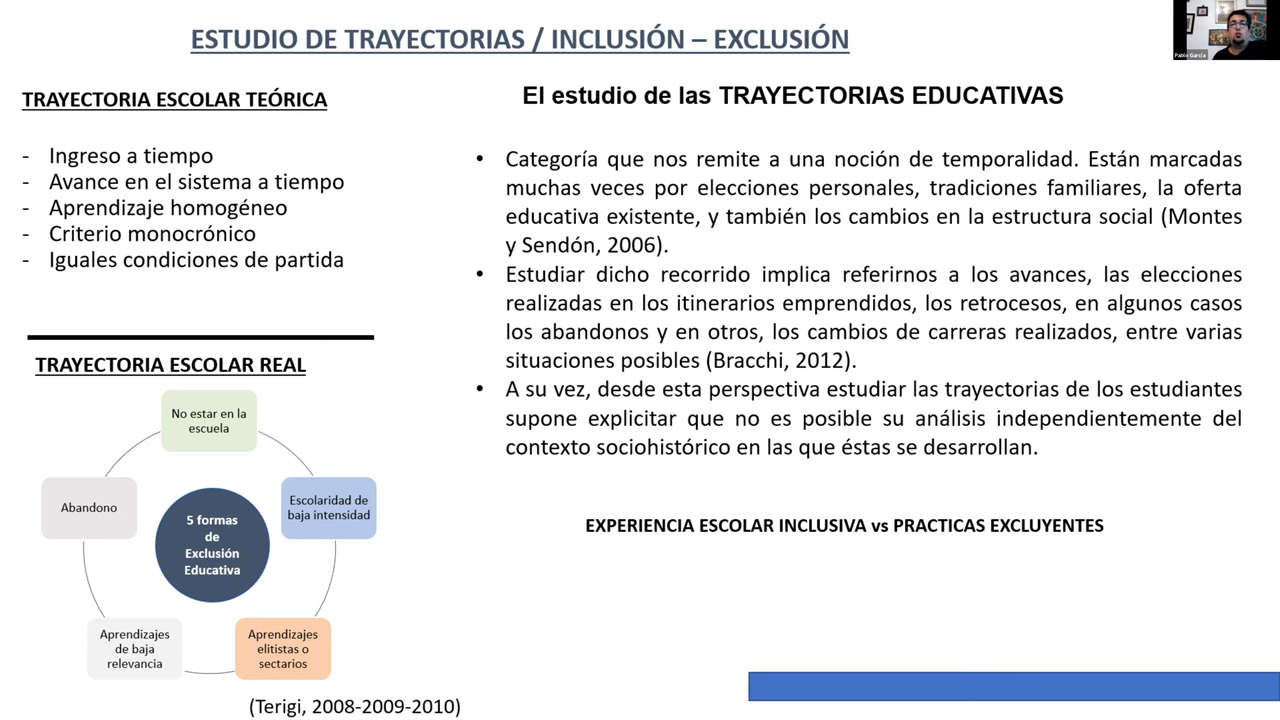 ESTUDIO DE TRAYECTORIAS / INCLUSIÓN – EXCLUSIÓN
Pablo García
TRAYECTORIA ESCOLAR TEÓRICA
- Ingreso a tiempo
- Avance en el sistema a tiempo
- Aprendizaje homogéneo
- Criterio monocrónico
- Iguales condiciones de partida
TRAYECTORIA ESCOLAR REAL
No estar en la
escuela
Escolaridad de
baja intensidad
Aprendizajes
elitistas o
sectarios
Aprendizajes
de baja
relevancia
Abandono
5 formas
de
Exclusión
Educativa
(Terigi, 2008-2009-2010)
El estudio de las TRAYECTORIAS EDUCATIVAS
• Categoría que nos remite a una noción de temporalidad. Están marcadas
muchas veces por elecciones personales, tradiciones familiares, la oferta
educativa existente, y también los cambios en la estructura social (Montes
y Sendón, 2006).
• Estudiar dicho recorrido implica referirnos a los avances, las elecciones
realizadas en los itinerarios emprendidos, los retrocesos, en algunos casos
los abandonos y en otros, los cambios de carreras realizados, entre varias
situaciones posibles (Bracchi, 2012).
• A su vez, desde esta perspectiva estudiar las trayectorias de los estudiantes
supone explicitar que no es posible su análisis independientemente del
contexto sociohistórico en las que éstas se desarrollan.
EXPERIENCIA ESCOLAR INCLUSIVA vs PRACTICAS EXCLUYENTES